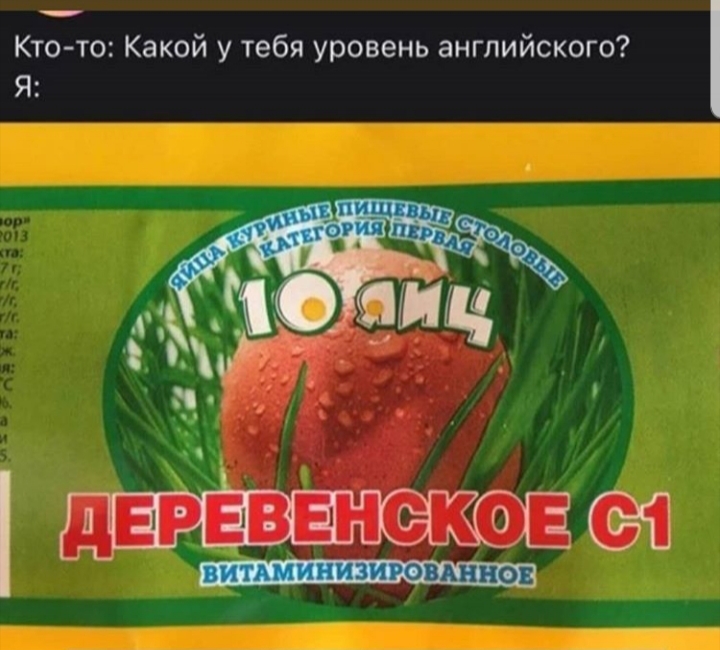 Кто-то: Какой у тебя уровень английского?
Я:
ЯЙЦА КУРИНЫЕ ПИЩЕВЫЕ СТОЛОВЫЕ
КАТЕГОРИЯ ПЕРВАЯ
10 ЯИЦ
ДЕРЕВЕНСКОЕ С1
ВИТАМИНИЗИРОВАННОЕ